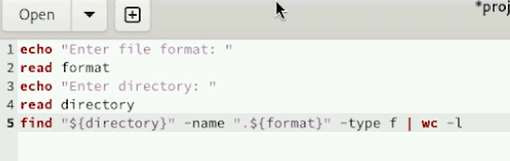 Open
*proj
1 echo "Enter file format: "
2 read format
3 echo "Enter directory: "
4 read directory
5 find "${directory}" -name ".${format}" -type f | wc -l